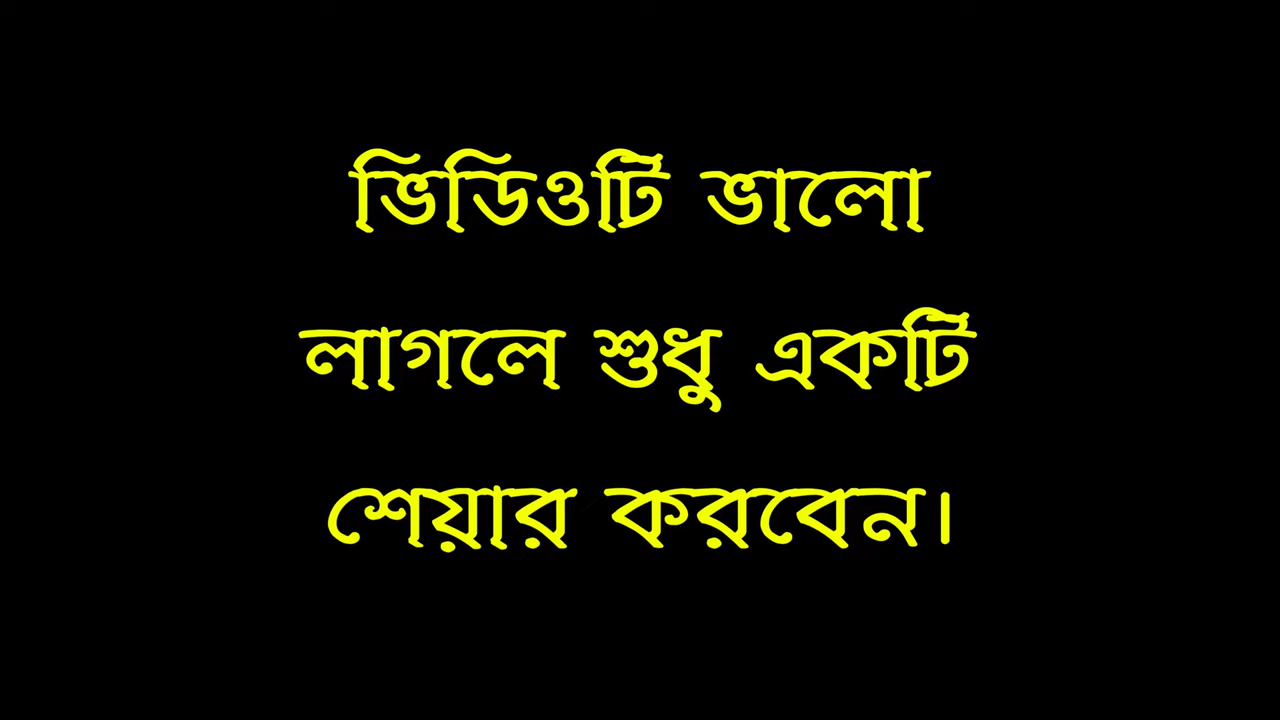 ভিডিওটি ভালো
লাগলে শুধু একটি
শেয়ার করবেন।